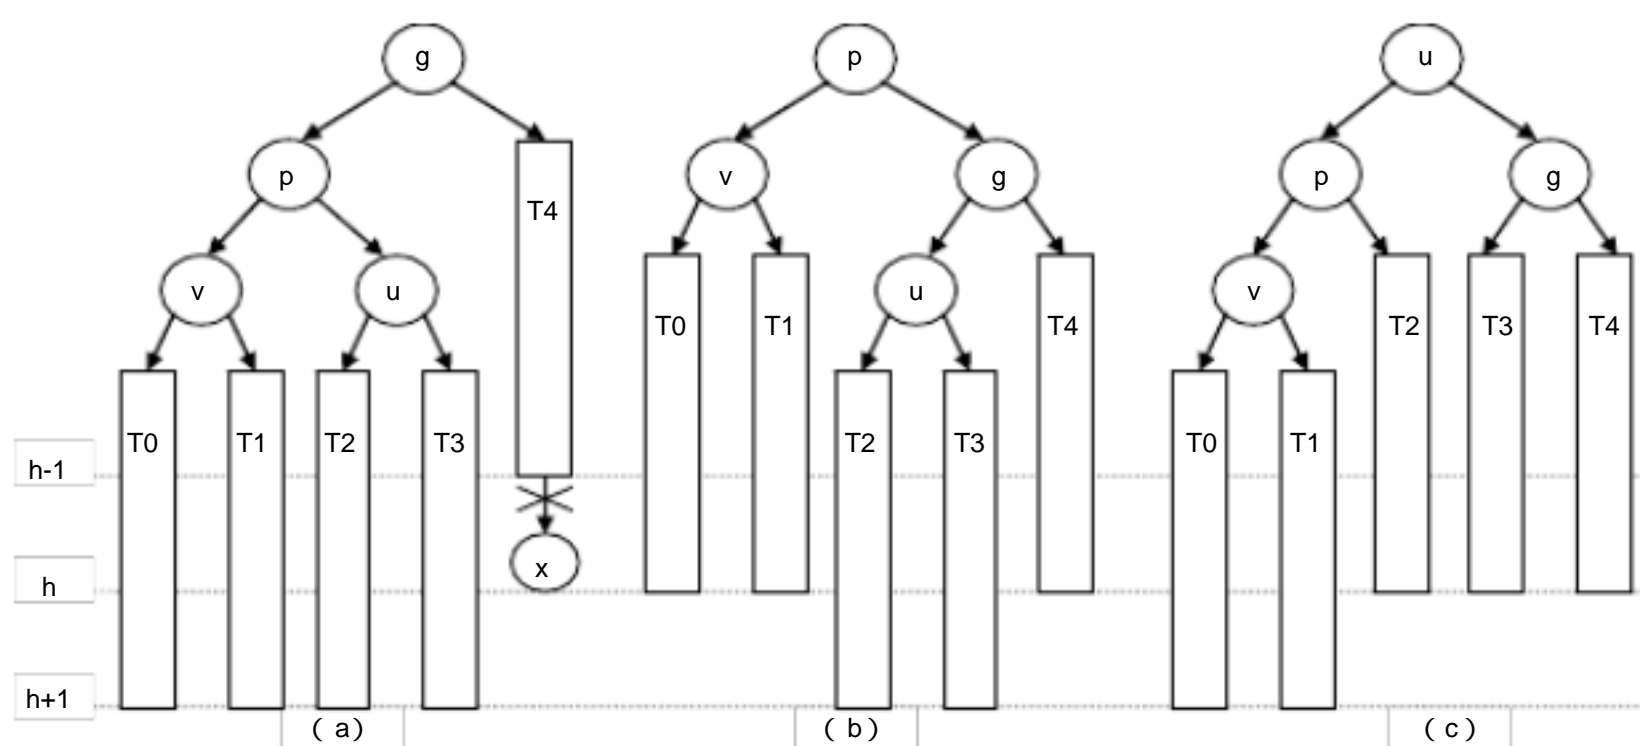 g p u
p v g p g
T4
v u u v
T0 T1 T4 T2 T3 T4
T0 T1 T2 T3 T2 T3 T0 T1
h-1
x
h
h+1
( a ) ( b ) ( c )